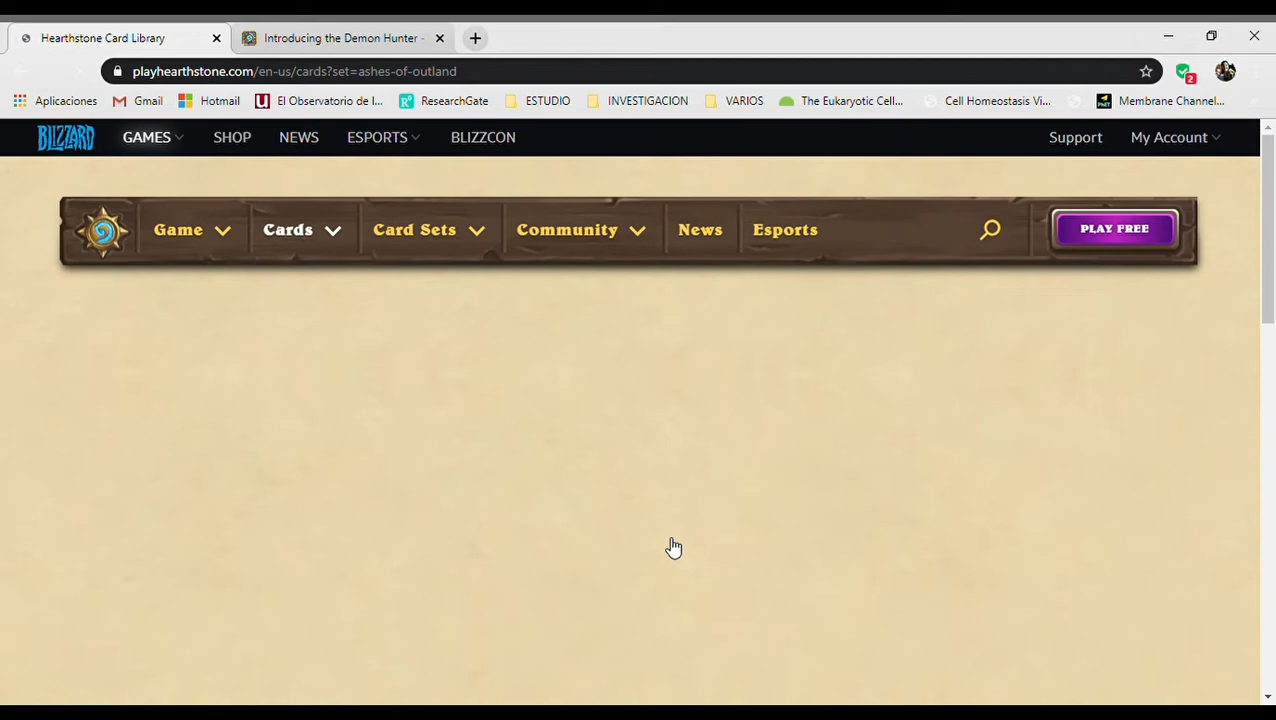 Hearthstone Card Library
Introducing the Demon Hunter -
playhearthstone.com/en-us/cards?set=ashes-of-outland
2
Aplicaciones Gmail Hotmail El Observatorio de l... ResearchGate ESTUDIO INVESTIGACION VARIOS The Eukaryotic Cell... Cell Homeostasis Vi... Membrane Channel...
BLIZZARD GAMES SHOP NEWS ESPORTS BLIZZCON Support My Account
Game Cards Card Sets Community News Esports PLAY FREE